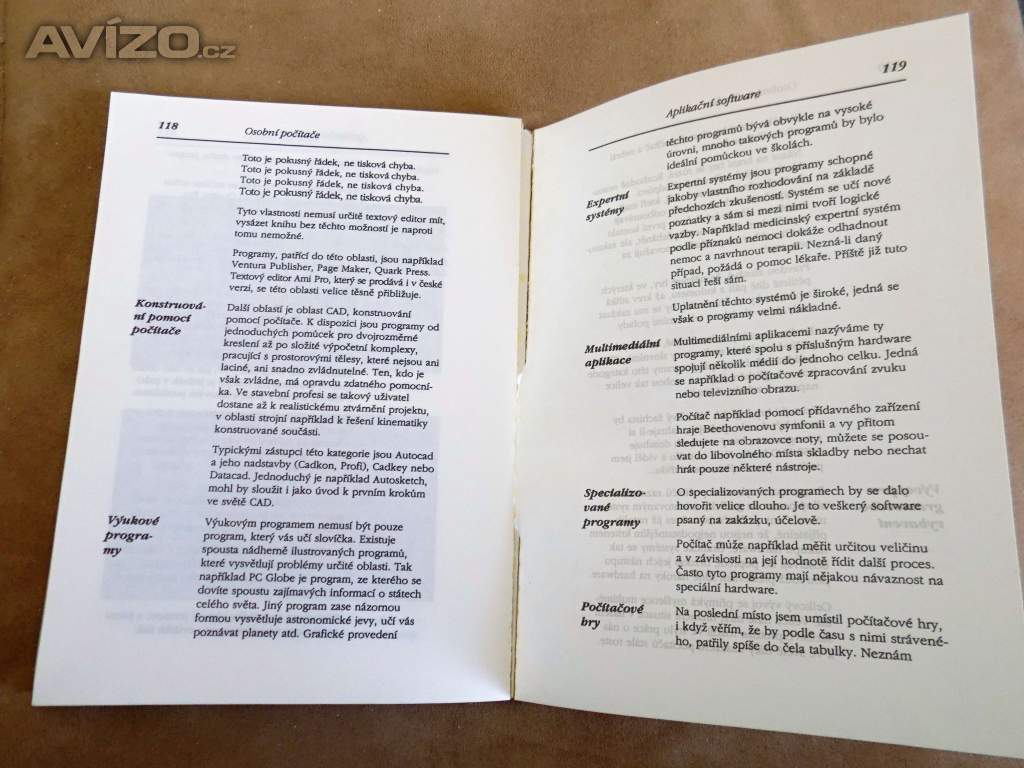 AVÍZO.cz
118
Osobní počítače
Toto je pokusný řádek, ne tisková chyba.
Toto je pokusný řádek, ne tisková chyba.
Toto je pokusný řádek, ne tisková chyba.
Toto je pokusný řádek, ne tisková chyba.
Tyto vlastnosti nemusí určitě textový editor mít,
vysázet knihu bez těchto možností je naproti
tomu nemožné.
Programy, patřící do této oblasti, jsou například
Ventura Publisher, Page Maker, Quark Press.
Textový editor Ami Pro, který se prodává i v české
verzi, se této oblasti velice těsně přibližuje.
Konstruová-
ní pomocí
počítače
Další oblastí je oblast CAD, konstruování
pomocí počítače. K dispozici jsou programy od
jednoduchých pomůcek pro dvojrozměrné
kreslení až po složité výpočetní komplexy,
pracující s prostorovými tělesy, které nejsou ani
laciné, ani snadno zvládnutelné. Ten, kdo je
však zvládne, má opravdu zdatného pomocní-
ka. Ve stavební profesi se takový uživatel
dostane až k realistickému ztvárnění projektu,
v oblasti strojní například k řešení kinematiky
konstruované součásti.
Typickými zástupci této kategorie jsou Autocad
a jeho nadstavby (Cadkon, Profi), Cadkey nebo
Datacad. Jednoduchý je například Autosketch,
mohl by sloužit i jako úvod k prvním krokům
ve světě CAD.
Výukové
progra-
my
Výukovým programem nemusí být pouze
program, který vás učí slovíčka. Existuje
spousta nádherně ilustrovaných programů,
které vysvětlují problémy určité oblasti. Tak
například PC Globe je program, ze kterého se
dovíte spoustu zajímavých informací o státech
celého světa. Jiný program zase názornou
formou vysvětluje astronomické jevy, učí vás
poznávat planety atd. Grafické provedení
Aplikační software
119
těchto programů bývá obvykle na vysoké
úrovni, mnoho takových programů by bylo
ideální pomůckou ve školách.
Expertní
systémy
Expertní systémy jsou programy schopné
jakoby vlastního rozhodování na základě
předchozích zkušeností. Systém se učí nové
poznatky a sám si mezi nimi tvoří logické
vazby. Například medicinský expertní systém
podle příznaků nemoci dokáže odhadnout
nemoc a navrhnout terapii. Nezná-li daný
případ, požádá o pomoc lékaře. Příště již tuto
situaci řeší sám.
Uplatnění těchto systémů je široké, jedná se
však o programy velmi nákladné.
Multimediální
aplikace
Multimediálními aplikacemi nazýváme ty
programy, které spolu s příslušným hardware
spojují několik médií do jednoho celku. Jedná
se například o počítačové zpracování zvuku
nebo televizního obrazu.
Počítač například pomocí přídavného zařízení
hraje Beethovenovu symfonii a vy přitom
sledujete na obrazovce noty, můžete se posou-
vat do libovolného místa skladby nebo nechat
hrát pouze některé nástroje.
Specializo-
vané
programy
O specializovaných programech by se dalo
hovořit velice dlouho. Je to veškerý software
psaný na zakázku, účelově.
Počítač může například měřit určitou veličinu
a v závislosti na její hodnotě řídit další proces.
Často tyto programy mají nějakou návaznost na
speciální hardware.
Počítačové
hry
Na poslední místo jsem umístil počítačové hry,
i když věřím, že by podle času s nimi strávené-
ho, patřily spíše do čela tabulky. Neznám